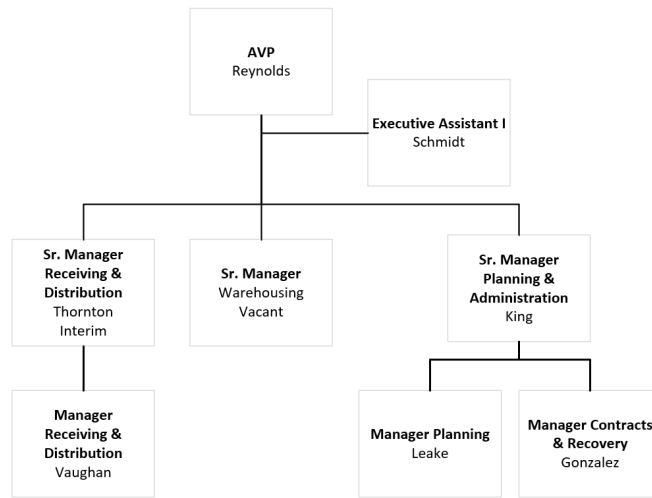 AVP
Reynolds
Executive Assistant I
Schmidt
Sr. Manager
Receiving &
Distribution
Thornton
Interim
Sr. Manager
Warehousing
Vacant
Sr. Manager
Planning &
Administration
King
Manager
Receiving &
Distribution
Vaughan
Manager Planning
Leake
Manager Contracts
& Recovery
Gonzalez